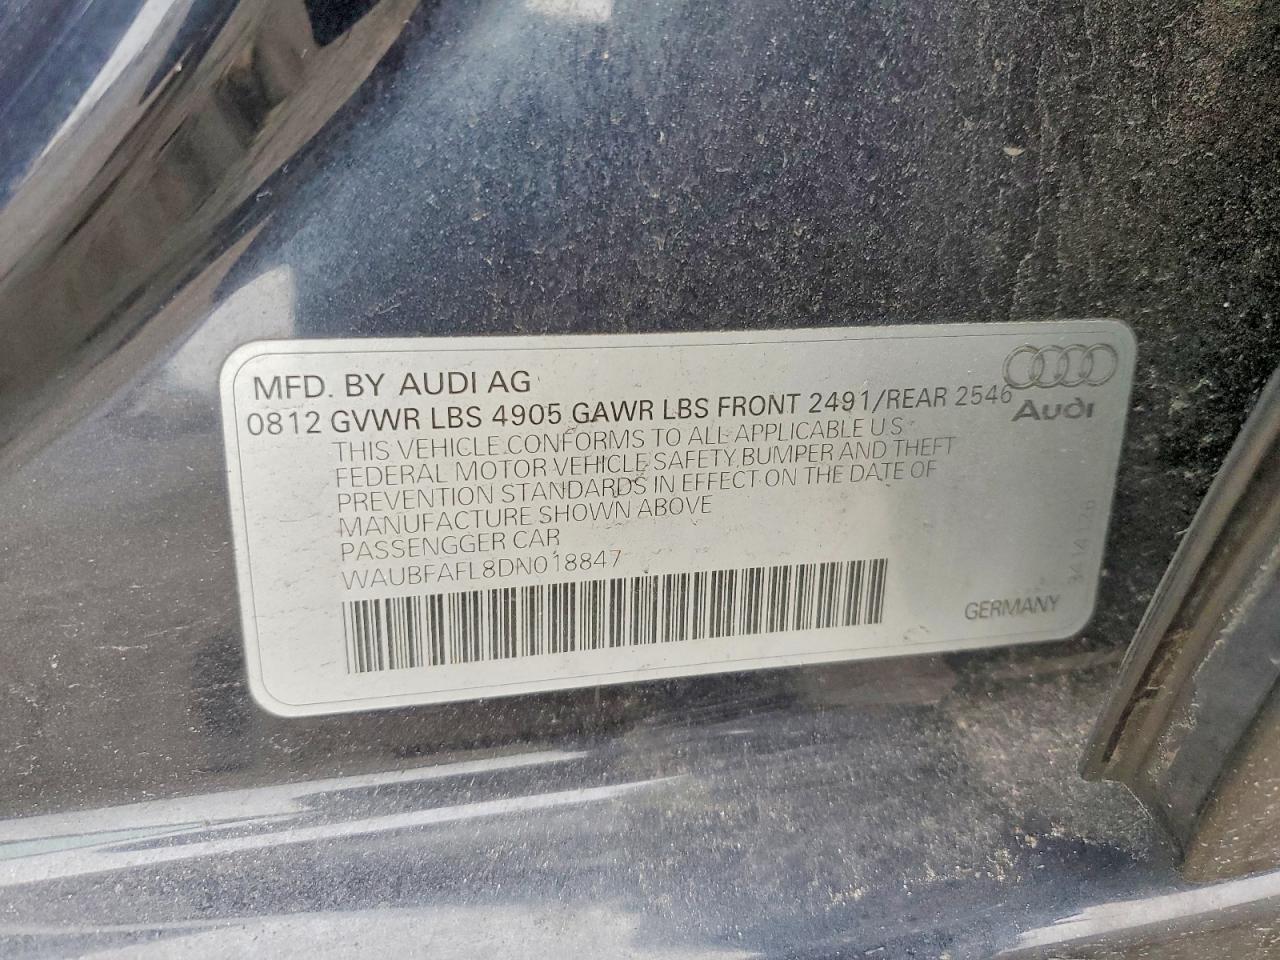 MFD. BY AUDI AG
0812 GVWR LBS 4905 GAWR LBS FRONT 2491/REAR 2546
Audi
THIS VEHICLE CONFORMS TO ALL APPLICABLE U.S
FEDERAL MOTOR VEHICLE SAFETY, BUMPER AND THEFT
PREVENTION STANDARDS IN EFFECT ON THE DATE OF
MANUFACTURE SHOWN ABOVE
PASSENGGER CAR
WAUBFAFL8DN018847
GERMANY